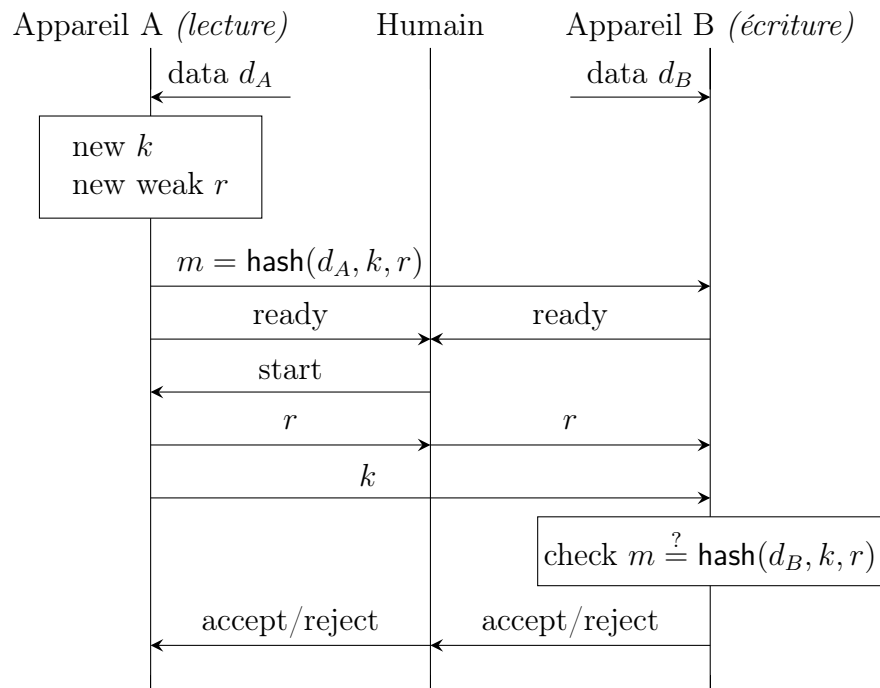 Appareil A (lecture) Humain Appareil B (écriture)
data d_A data d_B
new k
new weak r
m = hash(d_A, k, r)
ready ready
start
r r
k
check m ≟ hash(d_B, k, r)
accept/reject accept/reject